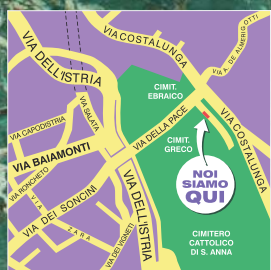 VIA COSTALUNGA
VIA A. DE ALMERIGOTTI
VIA DELL'ISTRIA
CIMIT.
EBRAICO
VIA CAPODISTRIA
VIA SALATA
VIA DELLA PACE
VIA COSTALUNGA
CIMIT.
GRECO
VIA BAIAMONTI
VIA RONCHETO
NOI
SIAMO
QUI
VIA DEI SONCINI
VIA ZARA
VIA DEI VIGNETI
VIA DELL'ISTRIA
CIMITERO
CATTOLICO
DI S. ANNA